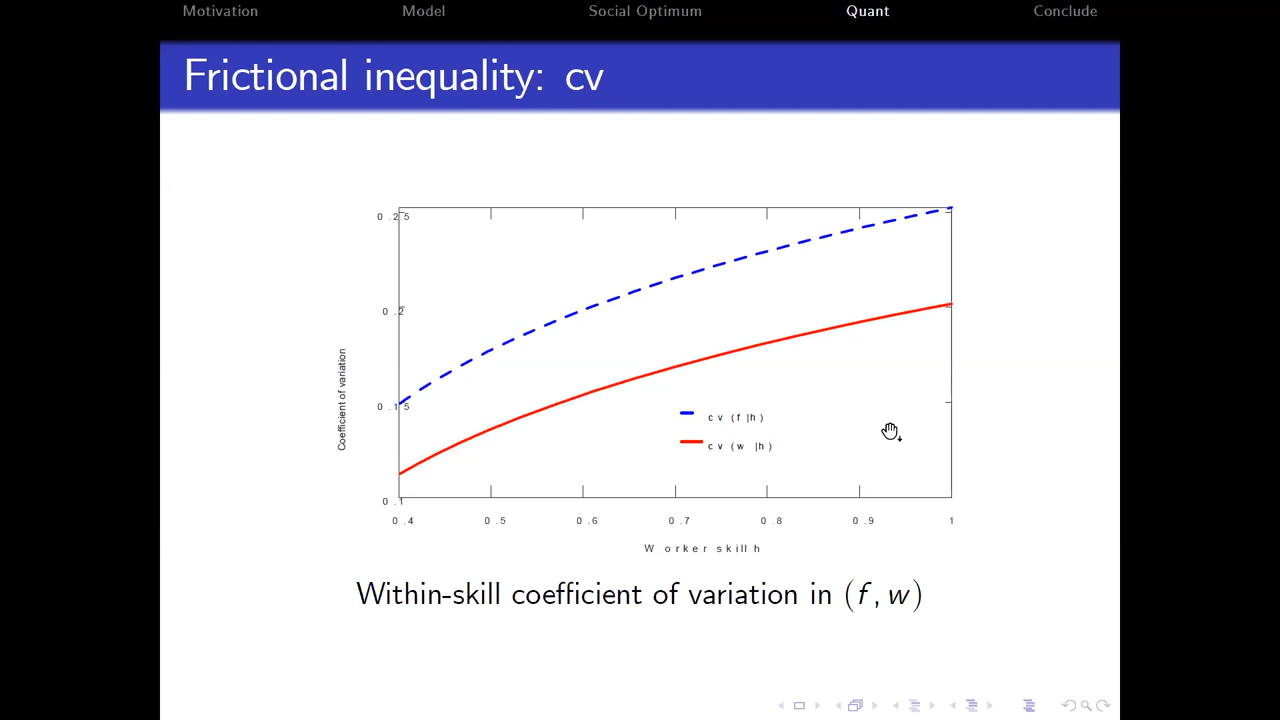 Motivation Model Social Optimum Quant Conclude
Frictional inequality: cv
0.25
0.2
0.15
0.1
Coefficient of variation
cv (f|h)
cv (w|h)
0.4 0.5 0.6 0.7 0.8 0.9 1
Worker skill h
Within-skill coefficient of variation in (f, w)